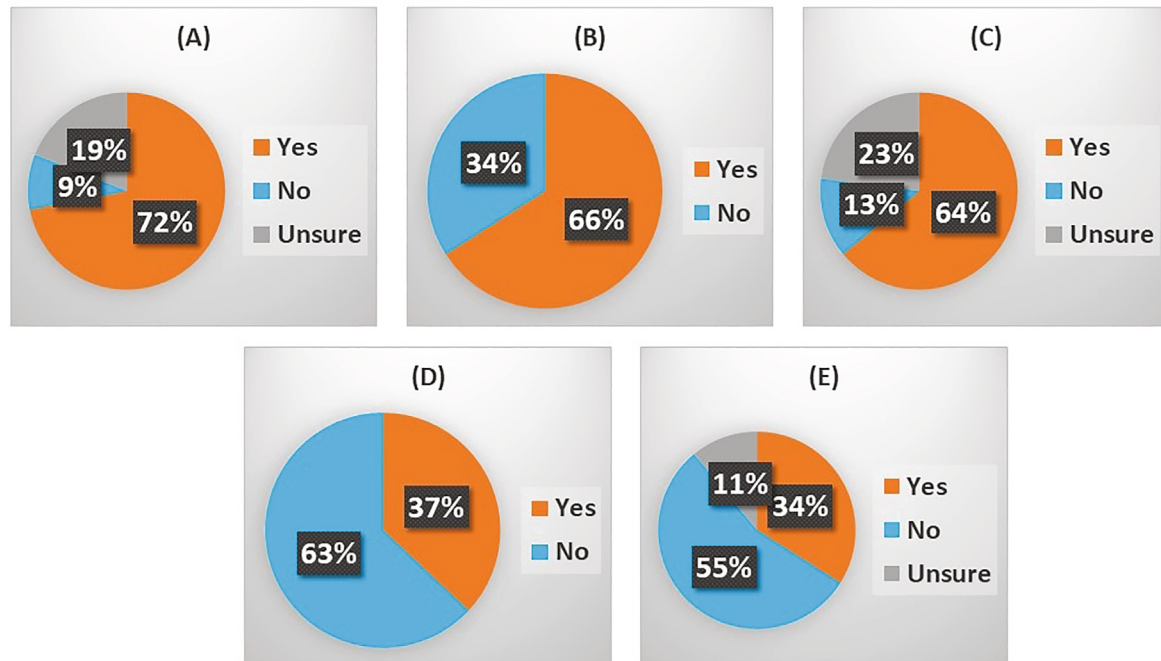 (A)
19%
9%
72%
Yes
No
Unsure
(B)
34%
66%
Yes
No
(C)
23%
13%
64%
Yes
No
Unsure
(D)
37%
63%
Yes
No
(E)
11%
34%
55%
Yes
No
Unsure